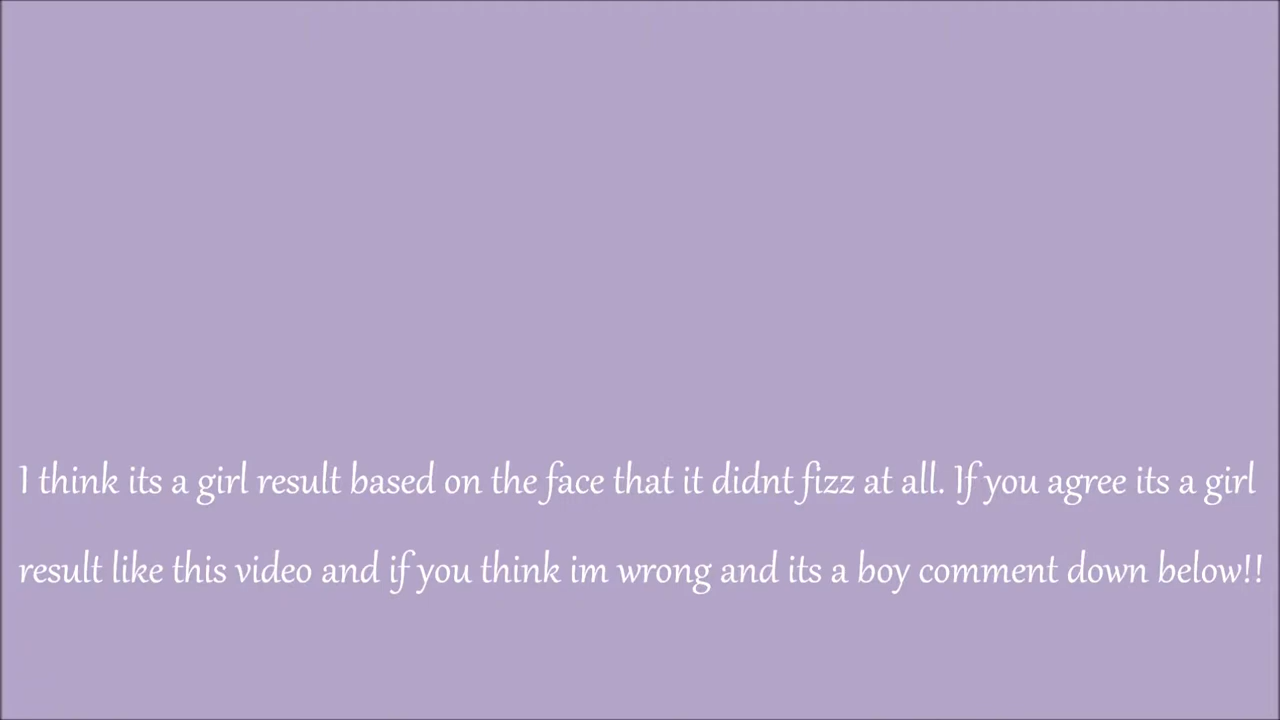 I think its a girl result based on the face that it didnt fizz at all. If you agree its a girl
result like this video and if you think im wrong and its a boy comment down below!!